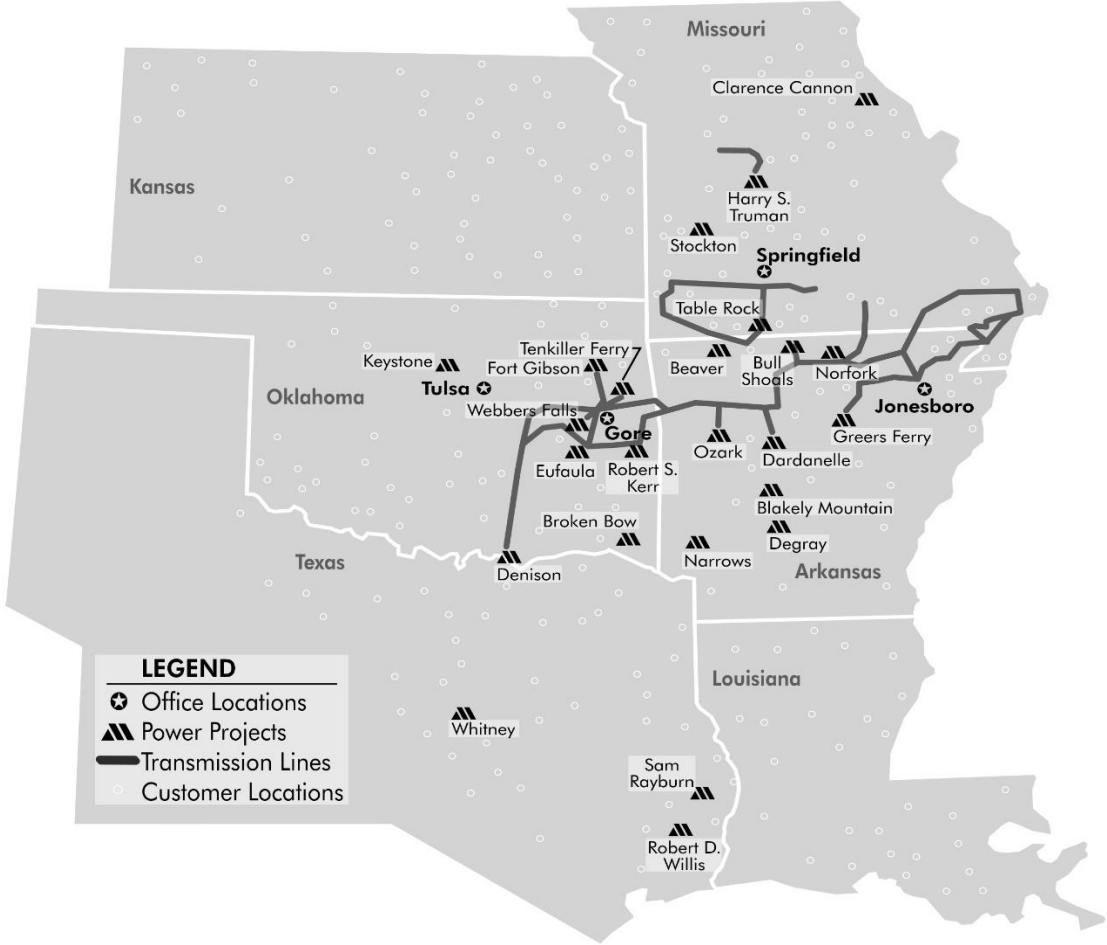 Missouri
Clarence Cannon
Kansas
Harry S.
Truman
Stockton
Springfield
Table Rock
Tenkiller Ferry
Fort Gibson
Keystone
Beaver
Bull
Shoals
Norfork
Tulsa
Oklahoma
Webbers Falls
Jonesboro
Gore
Greers Ferry
Ozark
Dardanelle
Eufaula
Robert S.
Kerr
Blakely Mountain
Broken Bow
Degray
Narrows
Arkansas
Texas
Denison
LEGEND
Office Locations
Power Projects
Transmission Lines
Customer Locations
Louisiana
Whitney
Sam
Rayburn
Robert D.
Willis